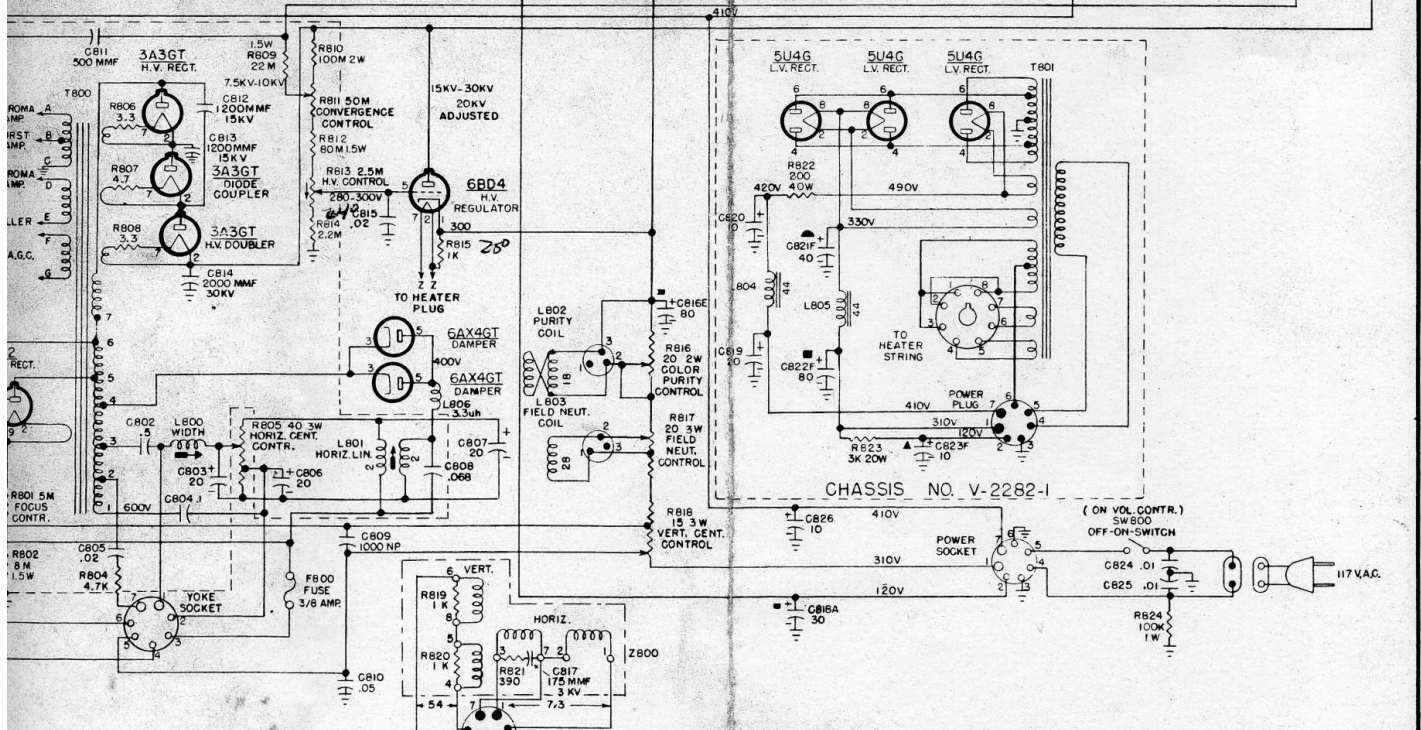 410V
C811
500 MMF
3A3GT
H.V. RECT.
T800
1.5W
R809
22 M
7.5KV-10KV
R810
100M 2W
15KV-30KV
20KV
ADJUSTED
R806
3.3
C812
1200MMF
15KV
C813
1200MMF
15KV
R811 50M
CONVERGENCE
CONTROL
R812
80M 1.5W
R807
4.7
3A3GT
DIODE
COUPLER
R813 2.5M
H.V. CONTROL
280-300V
C815
.02
R814
2.2M
6BD4
H.V.
REGULATOR
300
R815
1K
250
Z Z
TO HEATER
PLUG
R808
3.3
3A3GT
H.V. DOUBLER
C814
2000 MMF
30KV
A
B
C
D
E
F
A.G.C.
G
5U4G
L.V. RECT.
5U4G
L.V. RECT.
5U4G
L.V. RECT.
T801
R822
200
40W
420V
490V
C820
10
330V
C821F
40
L804
44
L805
44
TO
HEATER
STRING
C819
20
C822F
80
POWER
PLUG
410V
310V
120V
R823
3K 20W
C823F
10
CHASSIS NO. V-2282-1
6AX4GT
DAMPER
400V
6AX4GT
DAMPER
L806
3.3uh
L802
PURITY
COIL
18
L803
FIELD NEUT.
COIL
28
C816E
80
R816
20 2W
COLOR
PURITY
CONTROL
R817
20 3W
FIELD
NEUT.
CONTROL
R818
15 3W
VERT. CENT.
CONTROL
RECT.
C802
.5
L800
WIDTH
R805 40 3W
HORIZ. CENT.
CONTR.
L801
HORIZ. LIN.
C803
20
C806
20
C807
20
C808
.068
C804 .1
600V
R801 5M
FOCUS
CONTR.
R802
8 M
1.5W
C805
.02
R804
4.7K
YOKE
SOCKET
F800
FUSE
3/8 AMP.
C809
1000 NP
C810
.05
VERT.
R819
1 K
R820
1 K
HORIZ.
R821
390
C817
175 MMF
3 KV
Z800
54
7.3
C826
10
410V
310V
120V
C818A
30
POWER
SOCKET
( ON VOL. CONTR. )
SW800
OFF-ON-SWITCH
C824 .01
C825 .01
R824
100K
1 W
117 V.A.C.